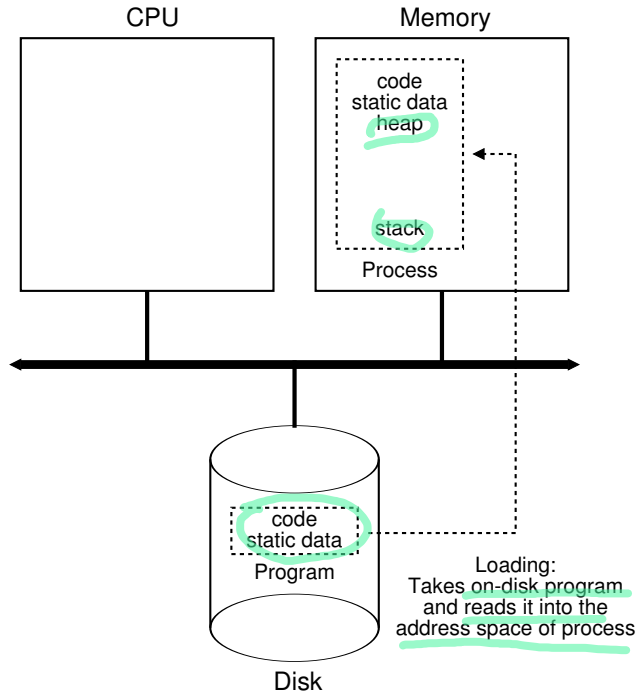 CPU
Memory
code
static data
heap
stack
Process
code
static data
Program
Loading:
Takes on-disk program
and reads it into the
address space of process
Disk